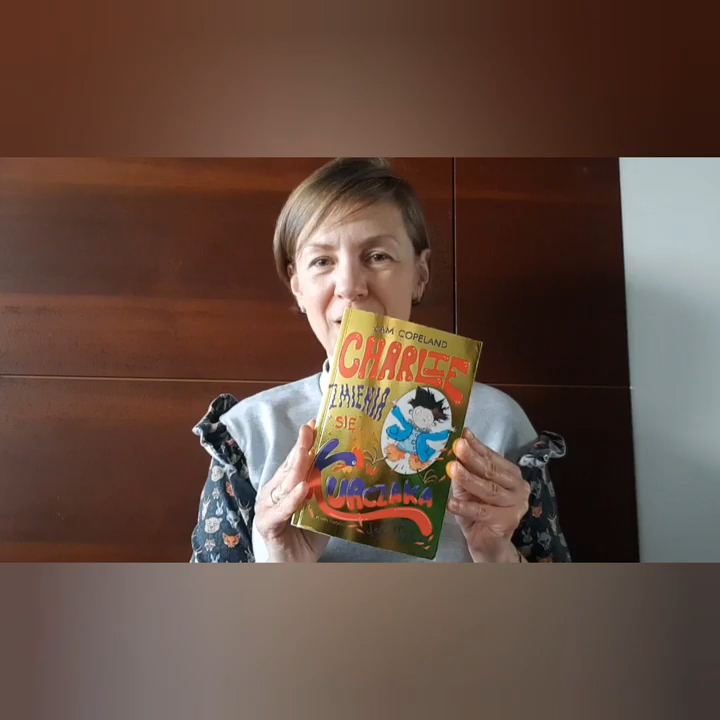 SAM COPELAND
CHARLIE
ZMIENIA
SIĘ
W
KURCZAKA